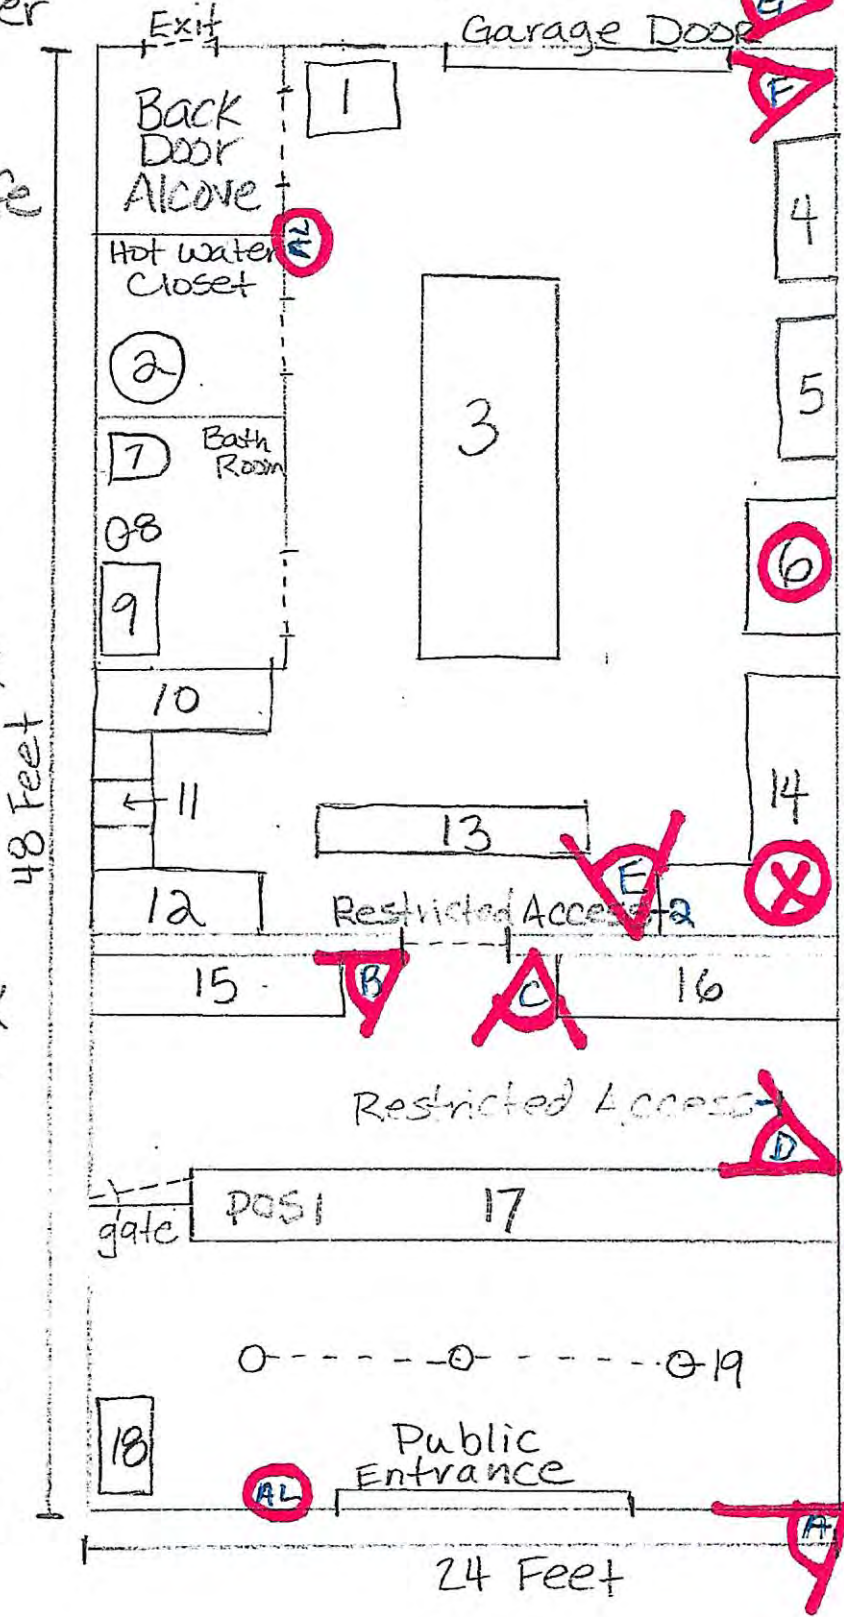 er
Exit
Garage Door
G
F
Back
Door
Alcove
1
4
AL
Hot Water
Closet
2
3
5
7
Bath
Room
8
6
9
10
48 Feet
11
14
13
E
X
12
Restricted Access-2
15
B
C
16
Restricted Access-1
D
POS1
17
gate
19
18
Public
Entrance
AL
A
24 Feet